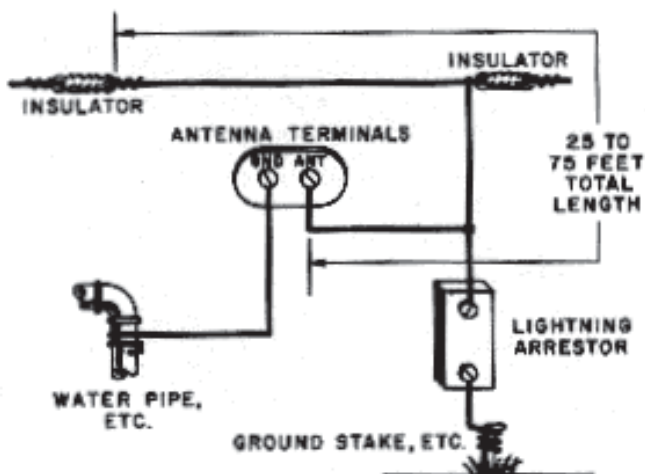 INSULATOR
INSULATOR
ANTENNA TERMINALS
GND ANT
25 TO
75 FEET
TOTAL
LENGTH
LIGHTNING
ARRESTOR
WATER PIPE,
ETC.
GROUND STAKE, ETC.